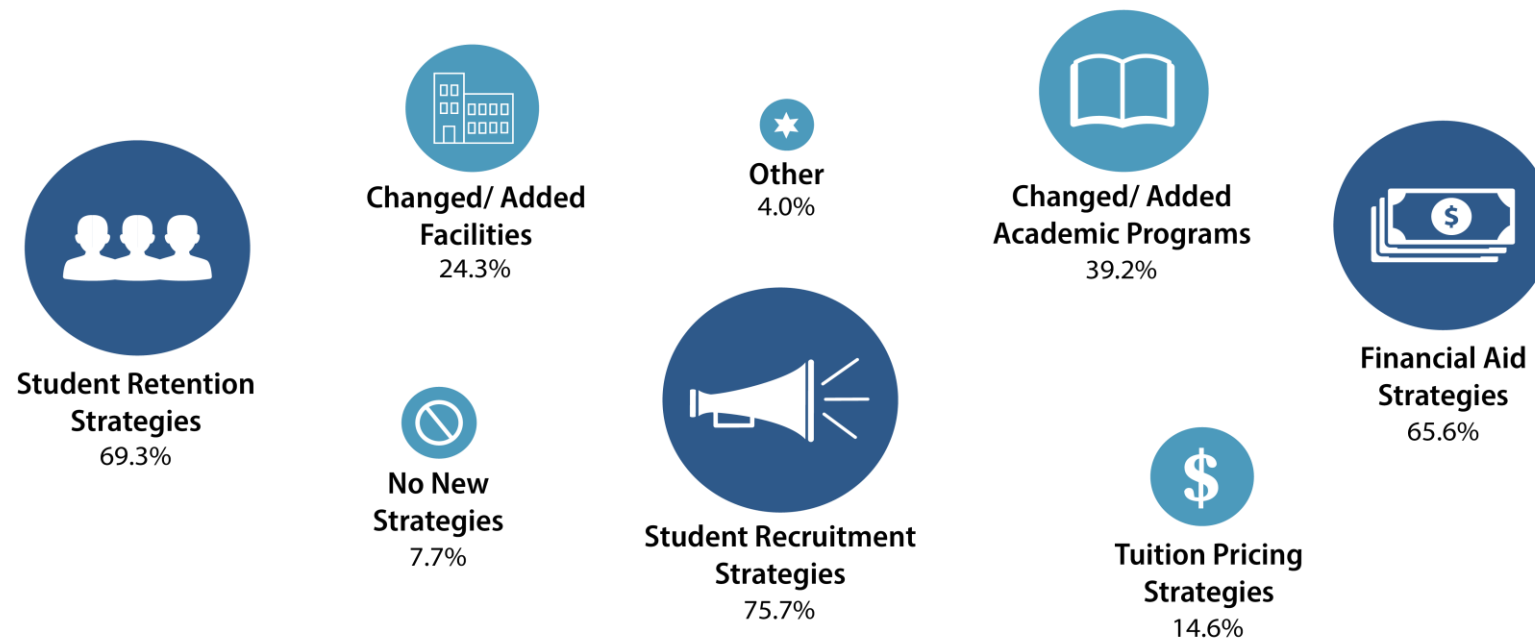 Student Retention
Strategies
69.3%
Changed/ Added
Facilities
24.3%
No New
Strategies
7.7%
Other
4.0%
Student Recruitment
Strategies
75.7%
Changed/ Added
Academic Programs
39.2%
$
Tuition Pricing
Strategies
14.6%
$
Financial Aid
Strategies
65.6%